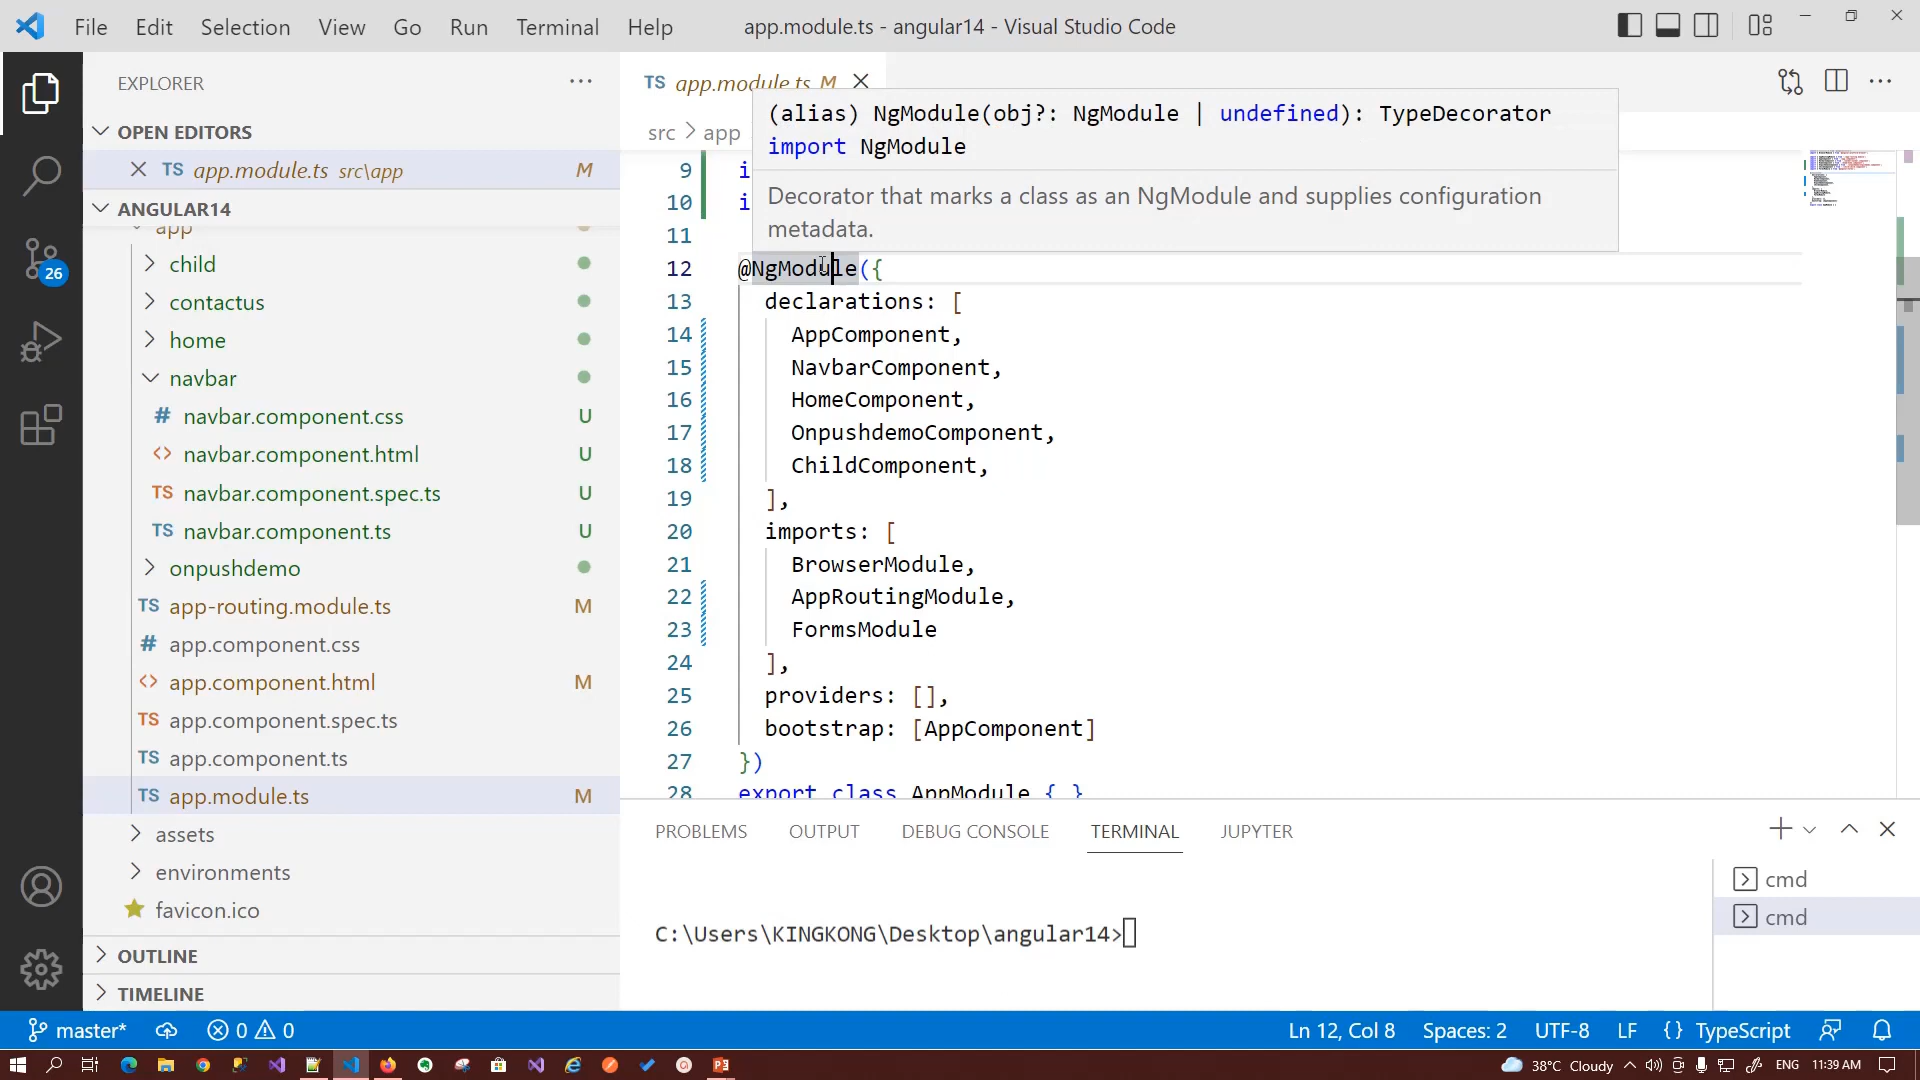 File Edit Selection View Go Run Terminal Help
app.module.ts - angular14 - Visual Studio Code
EXPLORER
OPEN EDITORS
TS app.module.ts src\app M
ANGULAR14
app
child
contactus
home
navbar
# navbar.component.css U
<> navbar.component.html U
TS navbar.component.spec.ts U
TS navbar.component.ts U
onpushdemo
TS app-routing.module.ts M
# app.component.css
<> app.component.html M
TS app.component.spec.ts
TS app.component.ts
TS app.module.ts M
assets
environments
favicon.ico
OUTLINE
TIMELINE
26
TS app.module.ts M
src > app
(alias) NgModule(obj?: NgModule | undefined): TypeDecorator
import NgModule
Decorator that marks a class as an NgModule and supplies configuration
metadata.
9 i
10 i
11
12 @NgModule({
13 declarations: [
14 AppComponent,
15 NavbarComponent,
16 HomeComponent,
17 OnpushdemoComponent,
18 ChildComponent,
19 ],
20 imports: [
21 BrowserModule,
22 AppRoutingModule,
23 FormsModule
24 ],
25 providers: [],
26 bootstrap: [AppComponent]
27 })
28 export class AppModule { }
PROBLEMS OUTPUT DEBUG CONSOLE TERMINAL JUPYTER
C:\Users\KINGKONG\Desktop\angular14>
cmd
cmd
master* 0 0
Ln 12, Col 8 Spaces: 2 UTF-8 LF {} TypeScript
38°C Cloudy ENG 11:39 AM